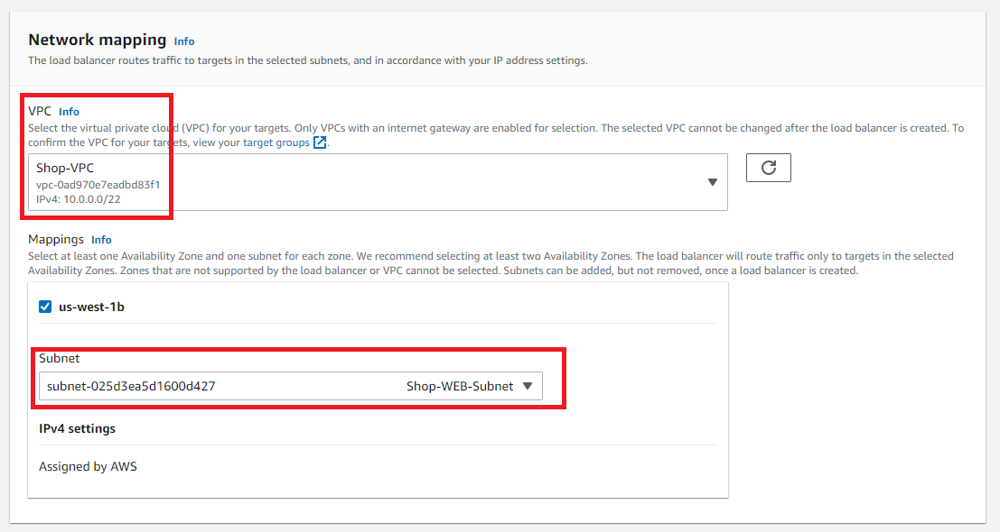 Network mapping Info
The load balancer routes traffic to targets in the selected subnets, and in accordance with your IP address settings.
VPC Info
Select the virtual private cloud (VPC) for your targets. Only VPCs with an internet gateway are enabled for selection. The selected VPC cannot be changed after the load balancer is created. To
confirm the VPC for your targets, view your target groups.
Shop-VPC
vpc-0ad970e7eadbd83f1
IPv4: 10.0.0.0/22
Mappings Info
Select at least one Availability Zone and one subnet for each zone. We recommend selecting at least two Availability Zones. The load balancer will route traffic only to targets in the selected
Availability Zones. Zones that are not supported by the load balancer or VPC cannot be selected. Subnets can be added, but not removed, once a load balancer is created.
us-west-1b
Subnet
subnet-025d3ea5d1600d427 Shop-WEB-Subnet
IPv4 settings
Assigned by AWS